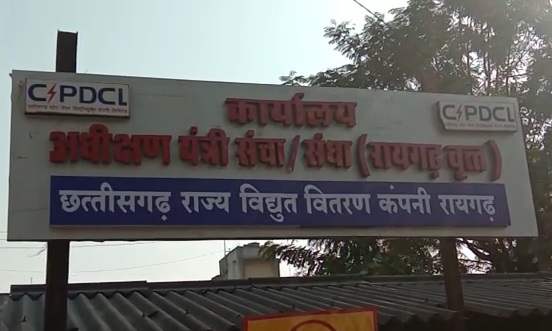 CSPDCL
कार्यालय
CSPDCL
अधीक्षण यंत्री संचा/संधा (रायगढ़ वृत्त)
छत्तीसगढ़ राज्य विद्युत वितरण कंपनी रायगढ़